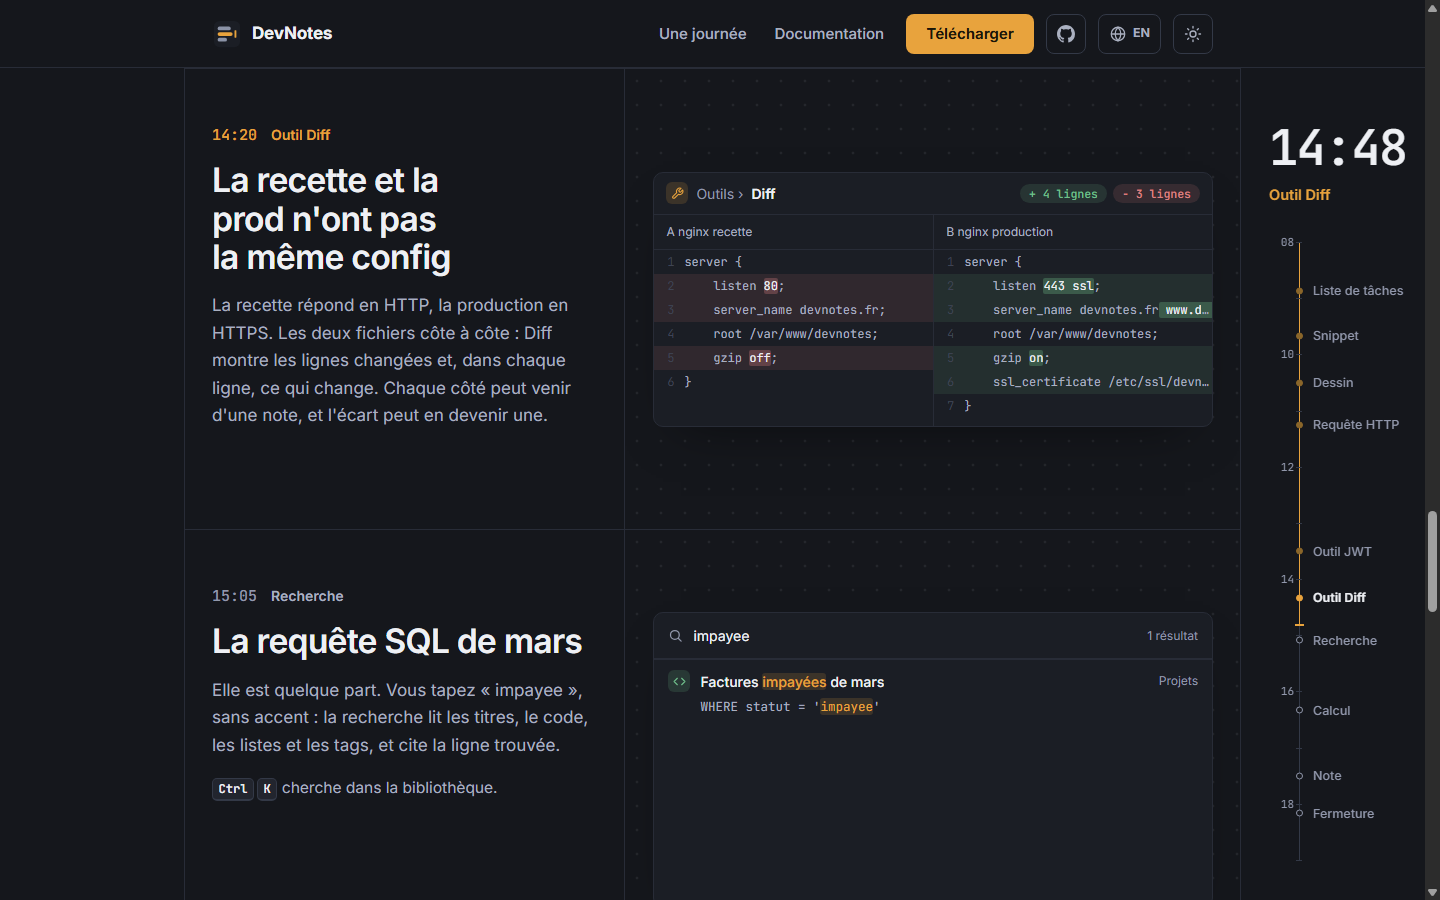 DevNotes
Une journée
Documentation
Télécharger
EN
14:20 Outil Diff
La recette et la
prod n'ont pas
la même config
La recette répond en HTTP, la production en
HTTPS. Les deux fichiers côte à côte : Diff
montre les lignes changées et, dans chaque
ligne, ce qui change. Chaque côté peut venir
d'une note, et l'écart peut en devenir une.
Outils › Diff
+ 4 lignes
- 3 lignes
A nginx recette
1 server {
2 listen 80;
3 server_name devnotes.fr;
4 root /var/www/devnotes;
5 gzip off;
6 }
B nginx production
1 server {
2 listen 443 ssl;
3 server_name devnotes.fr www.d…
4 root /var/www/devnotes;
5 gzip on;
6 ssl_certificate /etc/ssl/devn…
7 }
15:05 Recherche
La requête SQL de mars
Elle est quelque part. Vous tapez « impayee »,
sans accent : la recherche lit les titres, le code,
les listes et les tags, et cite la ligne trouvée.
Ctrl K cherche dans la bibliothèque.
impayee
1 résultat
Factures impayées de mars
Projets
WHERE statut = 'impayee'
14:48
Outil Diff
08
Liste de tâches
Snippet
10
Dessin
Requête HTTP
12
Outil JWT
14
Outil Diff
Recherche
16
Calcul
Note
18
Fermeture